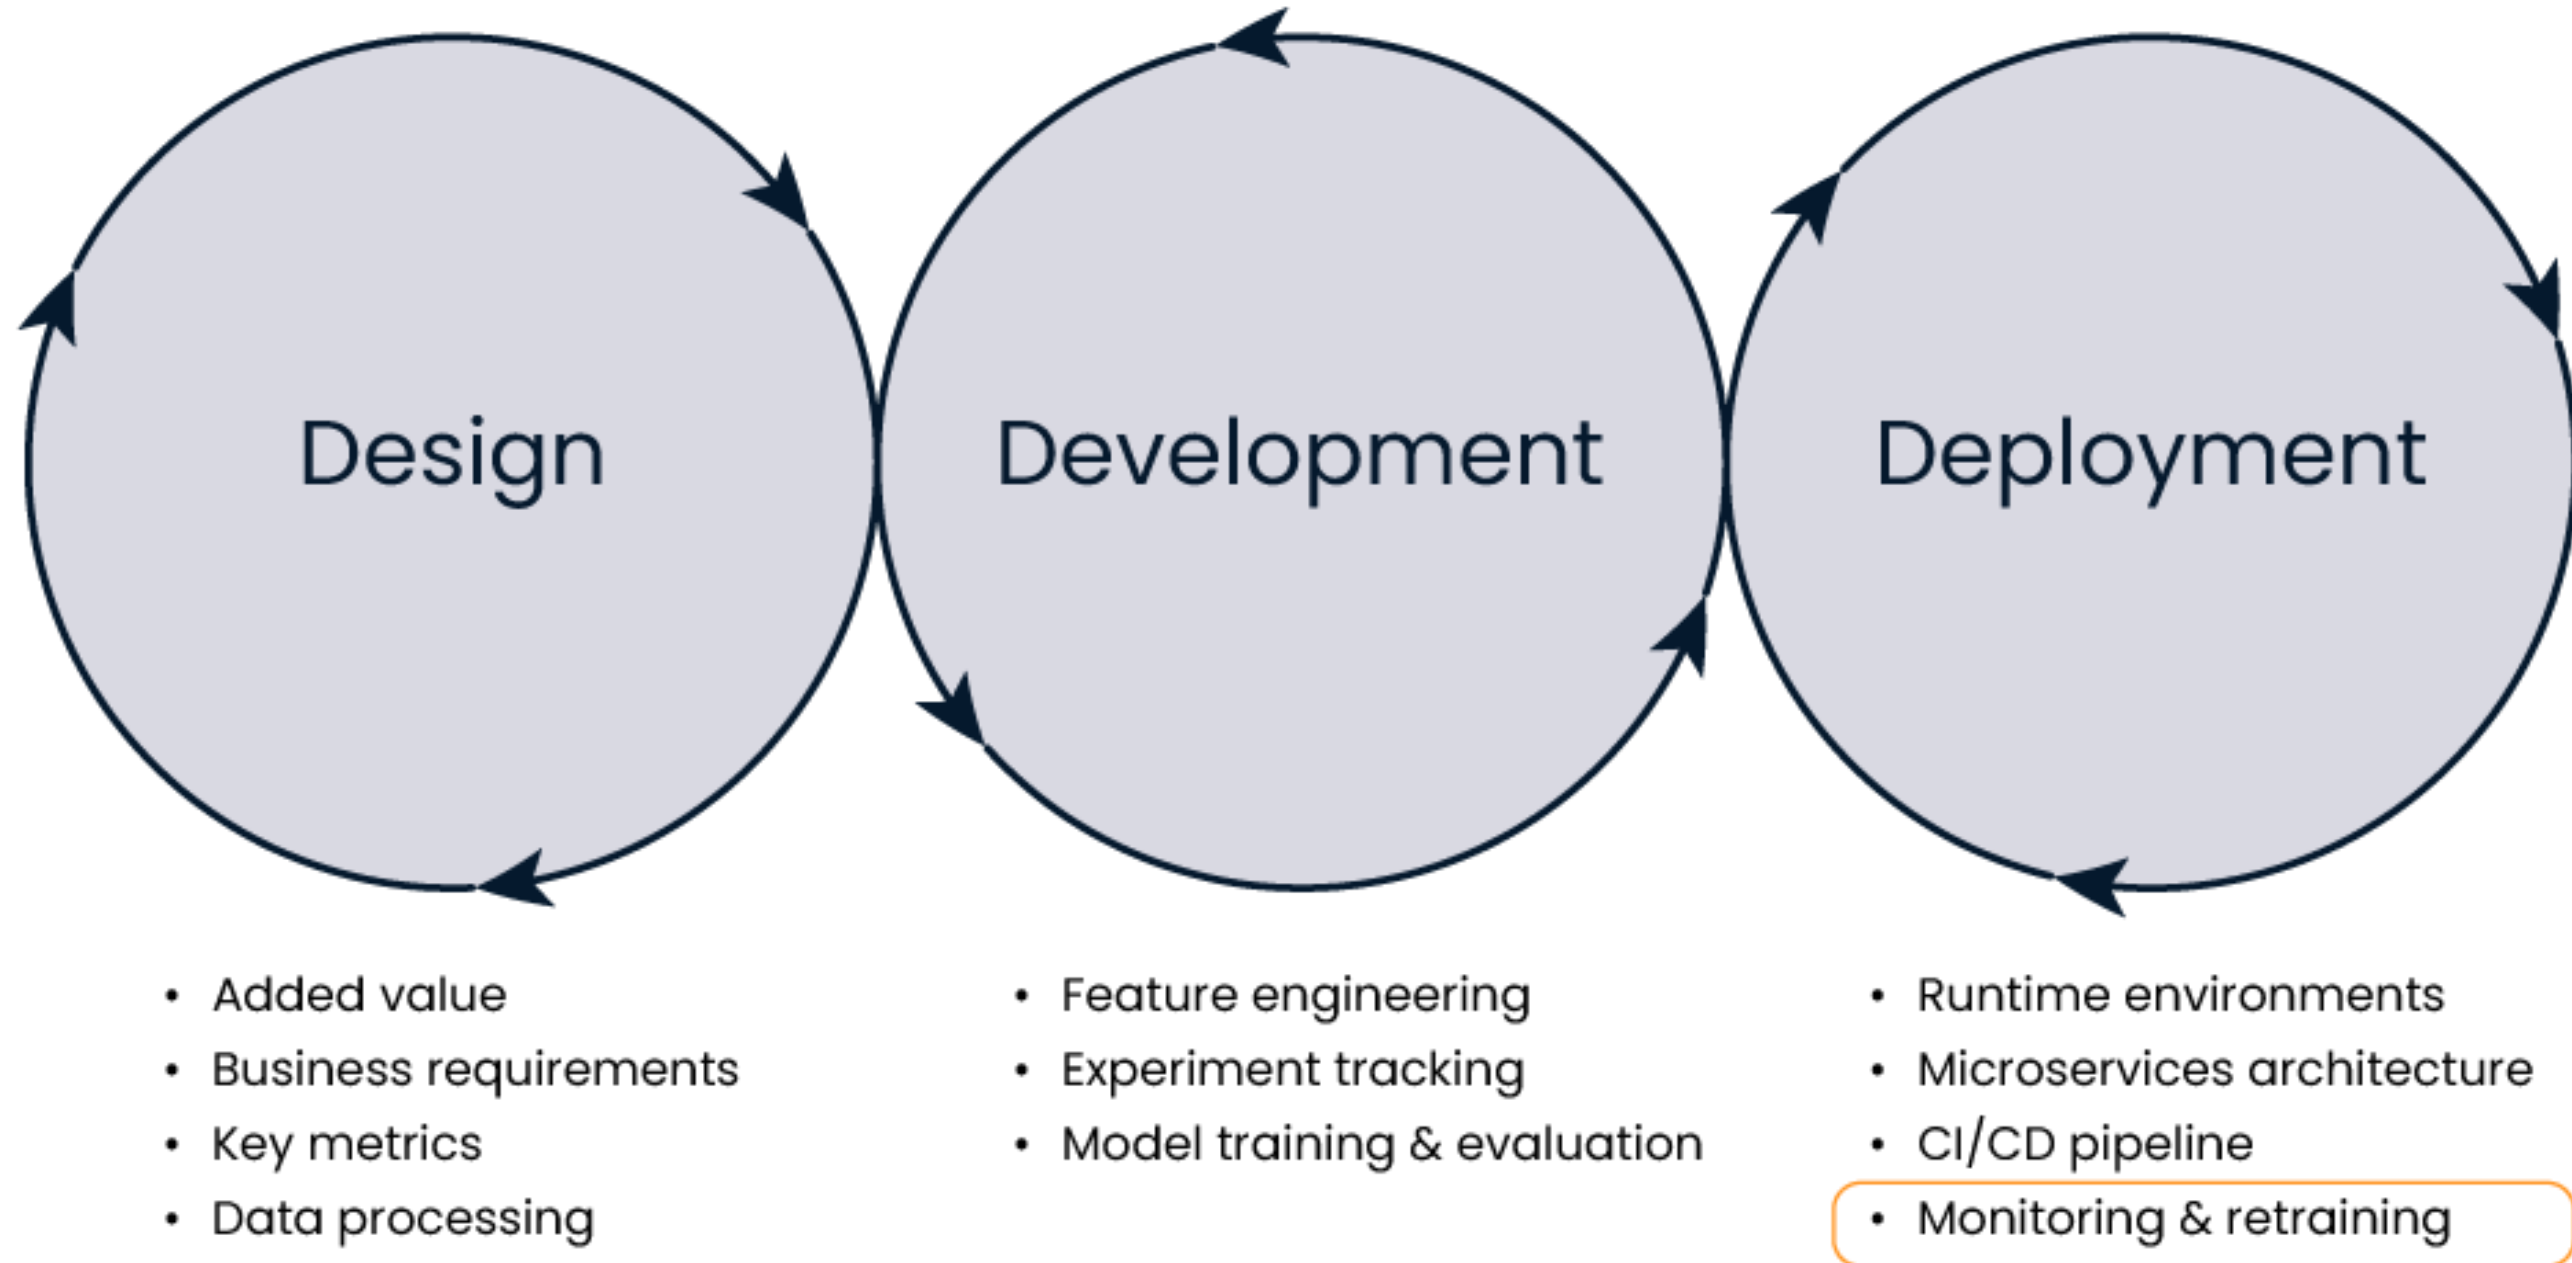 Design
Development
Deployment
• Added value
• Business requirements
• Key metrics
• Data processing
• Feature engineering
• Experiment tracking
• Model training & evaluation
• Runtime environments
• Microservices architecture
• CI/CD pipeline
• Monitoring & retraining